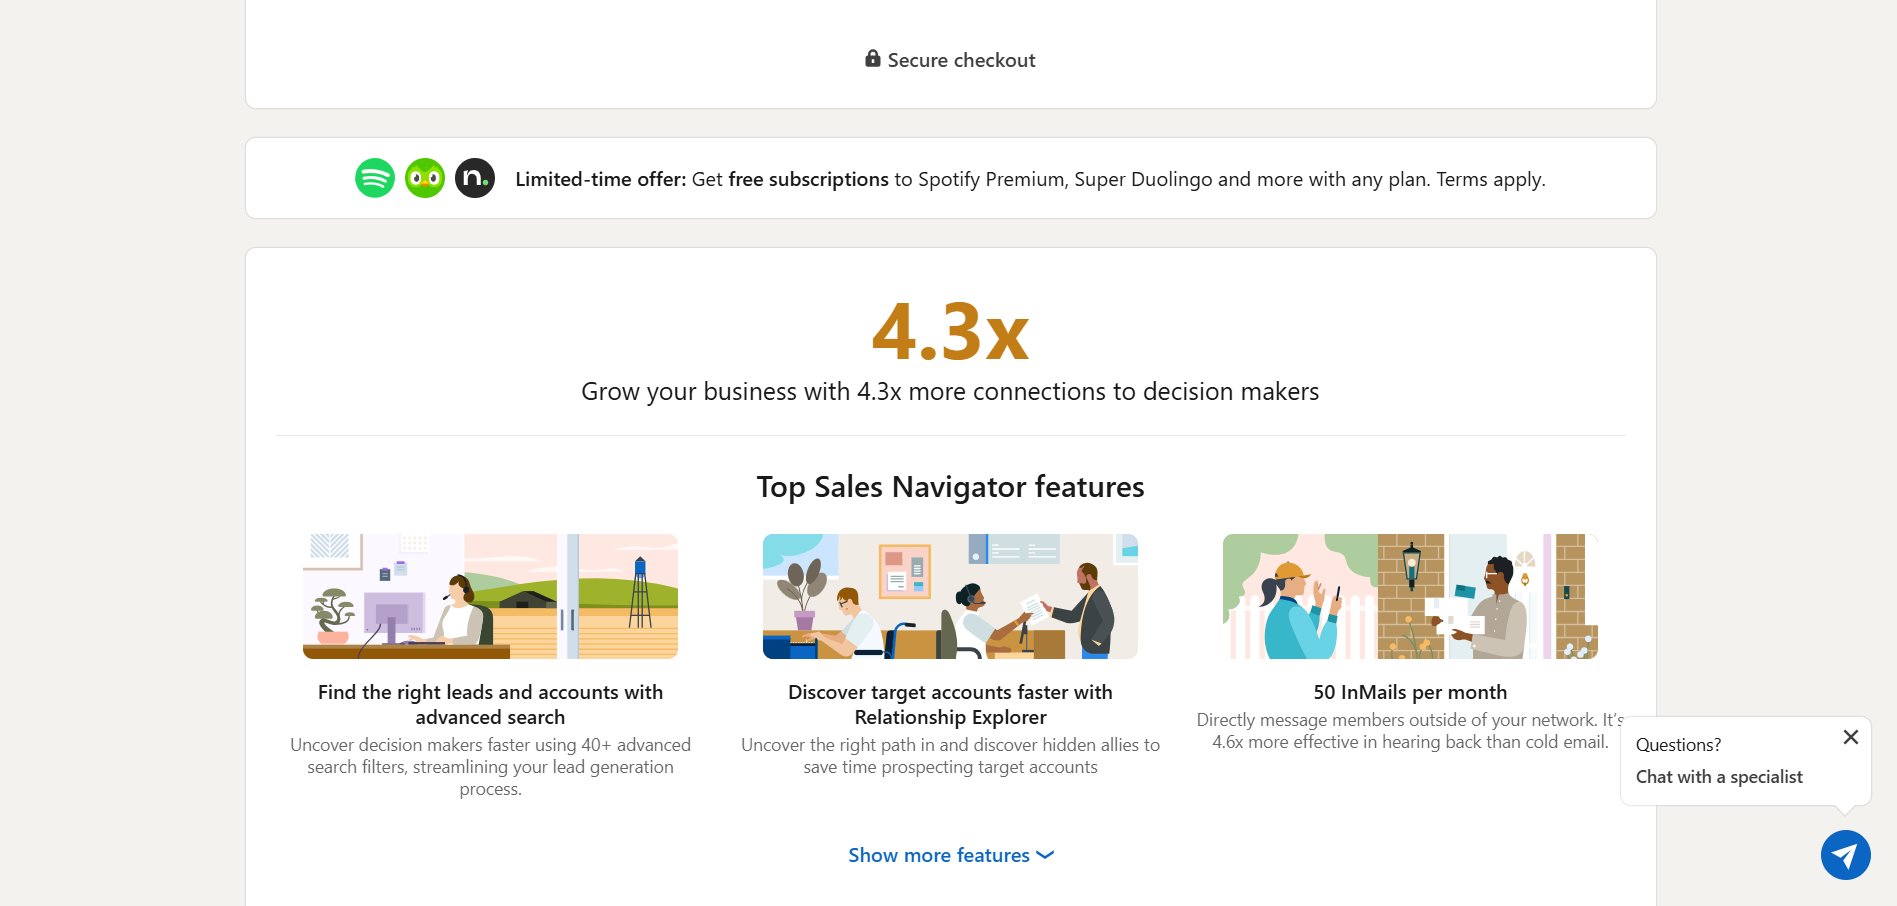 Secure checkout
n.
Limited-time offer: Get free subscriptions to Spotify Premium, Super Duolingo and more with any plan. Terms apply.
4.3x
Grow your business with 4.3x more connections to decision makers
Top Sales Navigator features
Find the right leads and accounts with
advanced search
Uncover decision makers faster using 40+ advanced
search filters, streamlining your lead generation
process.
Discover target accounts faster with
Relationship Explorer
Uncover the right path in and discover hidden allies to
save time prospecting target accounts
50 InMails per month
Directly message members outside of your network. It's
4.6x more effective in hearing back than cold email.
Show more features
Questions?
Chat with a specialist